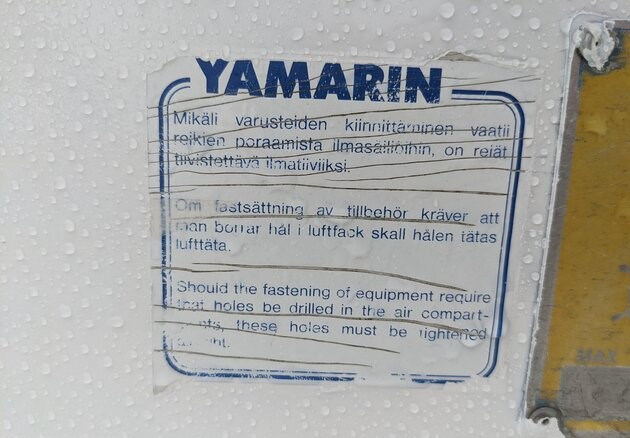 YAMARIN
Mikäli varusteiden kiinnittäminen vaatii
reikien poraamista ilmasäiliöihin, on reiät
tiivistettävä ilmatiiviiksi.
Om fastsättning av tillbehör kräver att
man borrar hål i luftfack skall hålen tätas
lufttäta.
Should the fastening of equipment require
that holes be drilled in the air compart-
these holes must be tightened
MAX